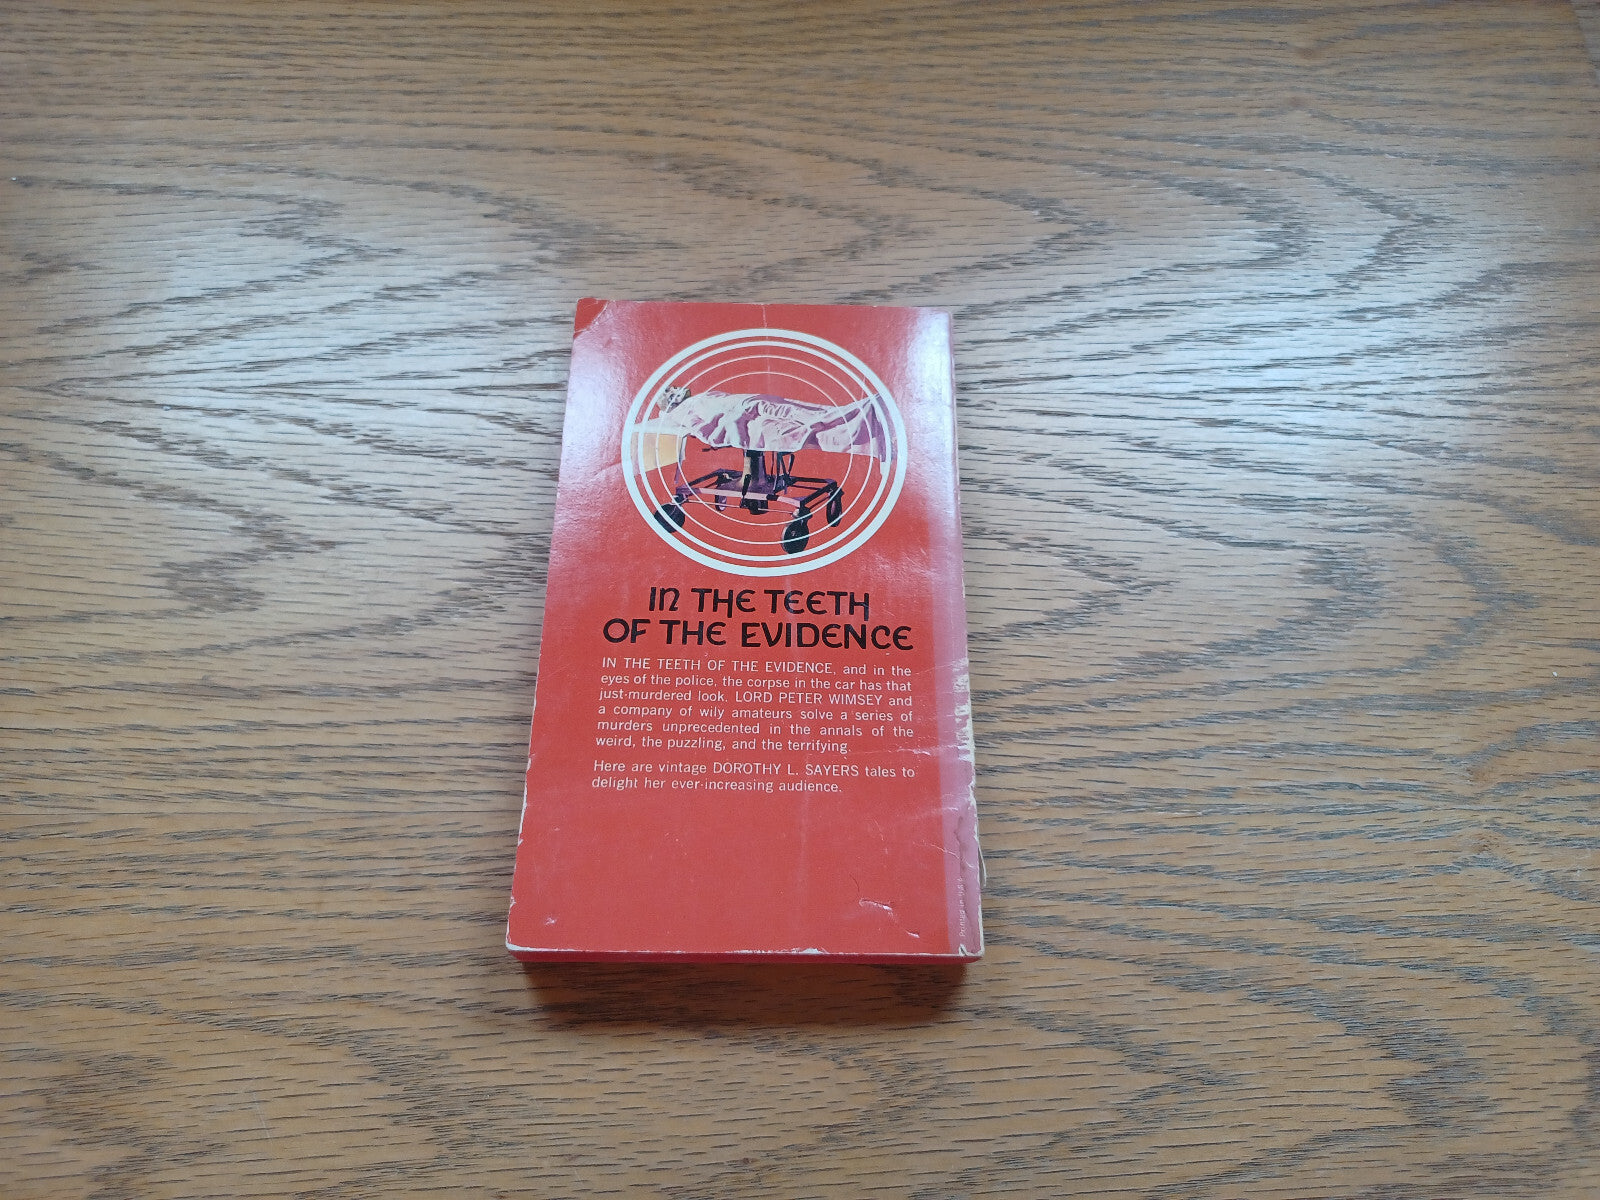 IN THE TEETH
OF THE EVIDENCE
IN THE TEETH OF THE EVIDENCE, and in the
eyes of the police, the corpse in the car has that
just-murdered look. LORD PETER WIMSEY and
a company of wily amateurs solve a series of
murders unprecedented in the annals of the
weird, the puzzling, and the terrifying.
Here are vintage DOROTHY L. SAYERS tales to
delight her ever-increasing audience.
Printed in U.S.A.